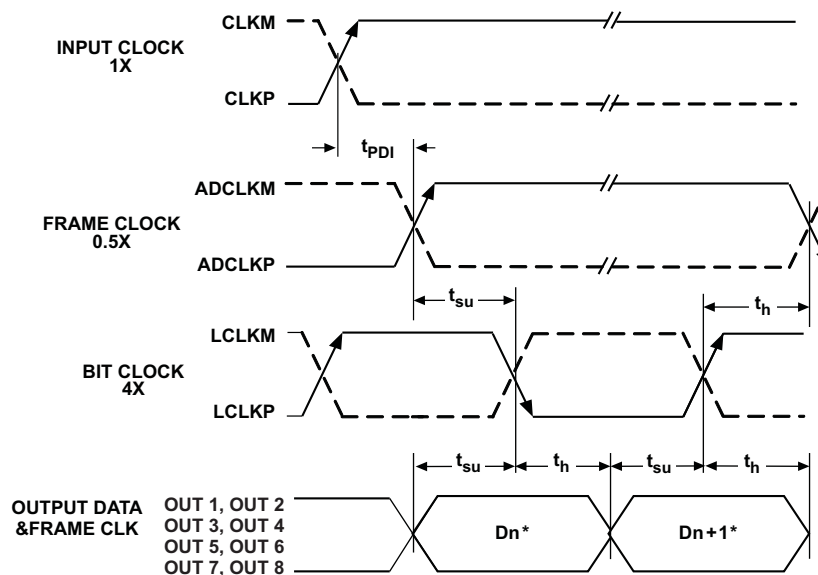 CLKM
INPUT CLOCK
1X
CLKP
tPDI
ADCLKM
FRAME CLOCK
0.5X
ADCLKP
tsu
th
LCLKM
BIT CLOCK
4X
LCLKP
tsu
th
tsu
th
OUTPUT DATA
&FRAME CLK
OUT 1, OUT 2
OUT 3, OUT 4
OUT 5, OUT 6
OUT 7, OUT 8
Dn*
Dn+1*